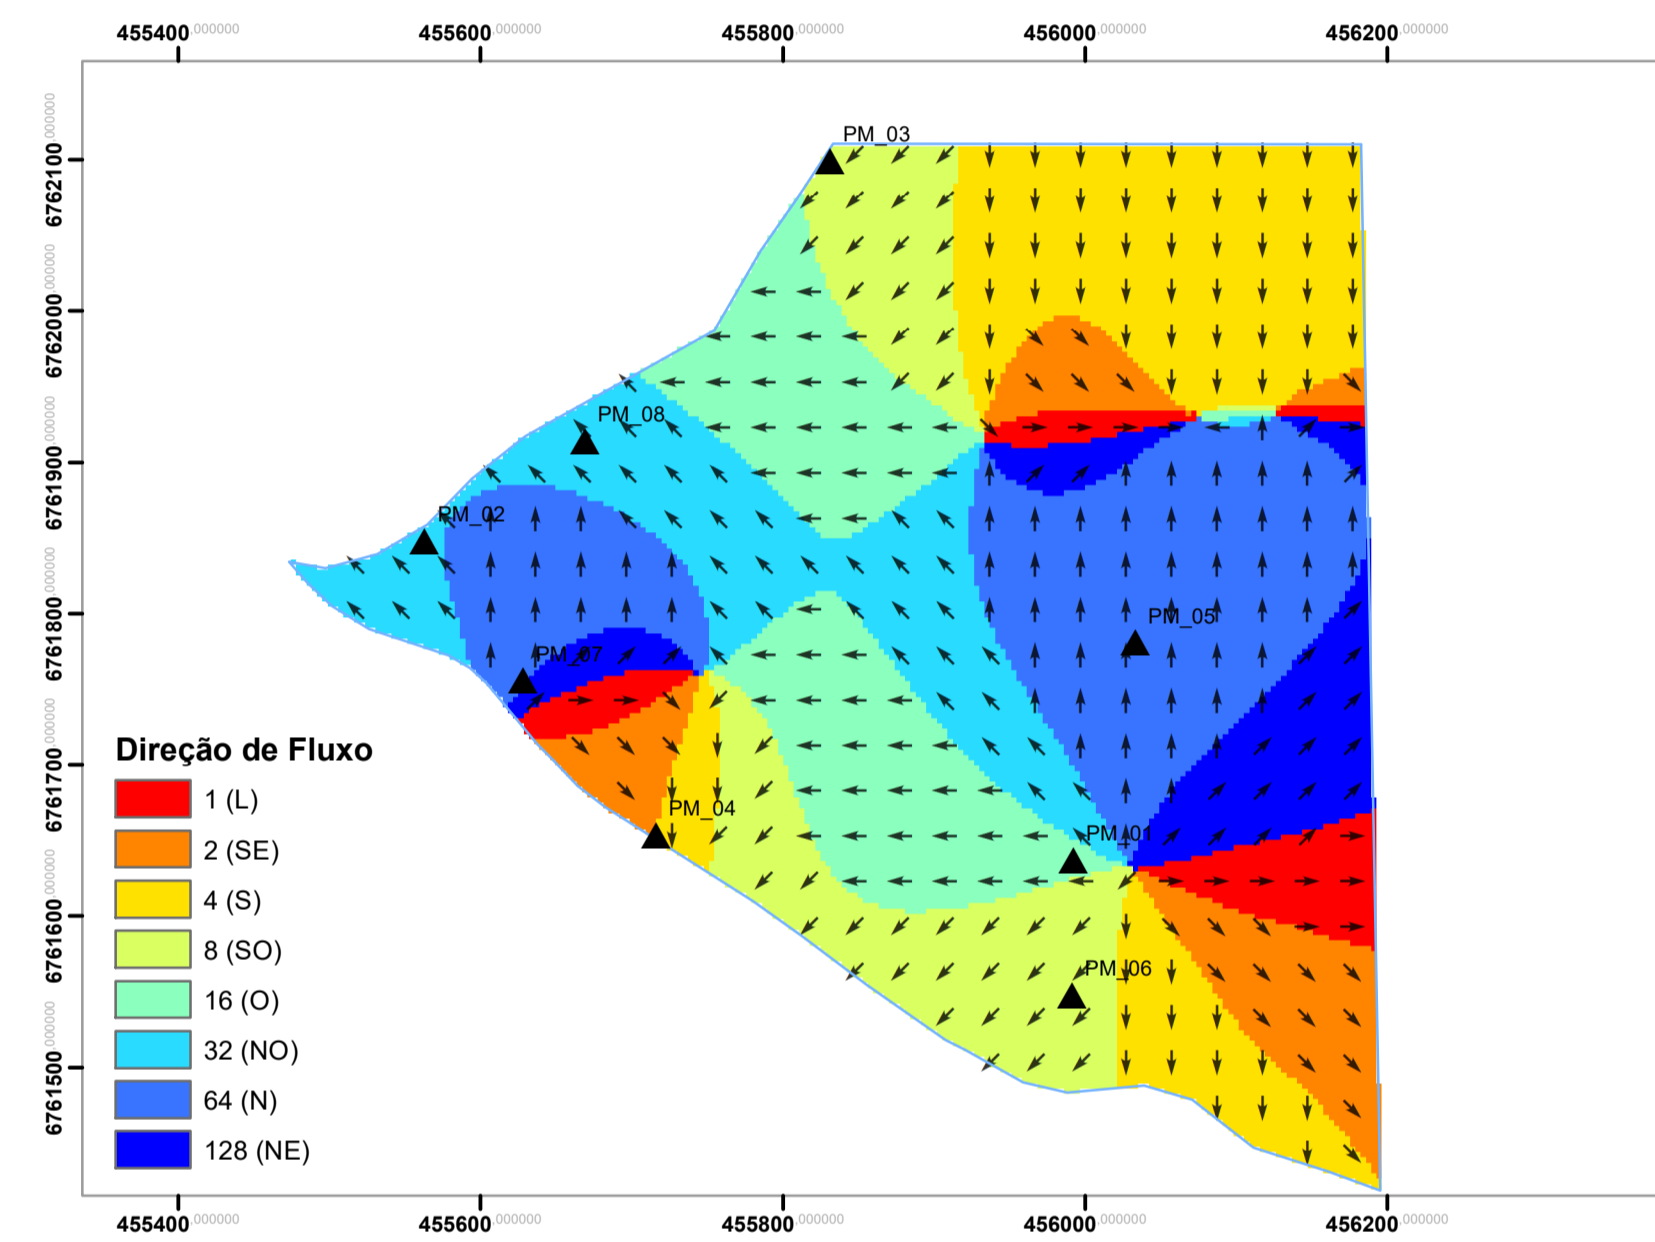 455400,000000 455600,000000 455800,000000 456000,000000 456200,000000
6762100,000000
6762000,000000
6761900,000000
6761800,000000
6761700,000000
6761600,000000
6761500,000000
PM_03
PM_08
PM_02
PM_05
PM_07
PM_04
PM_01
PM_06
Direção de Fluxo
1 (L)
2 (SE)
4 (S)
8 (SO)
16 (O)
32 (NO)
64 (N)
128 (NE)
455400,000000 455600,000000 455800,000000 456000,000000 456200,000000